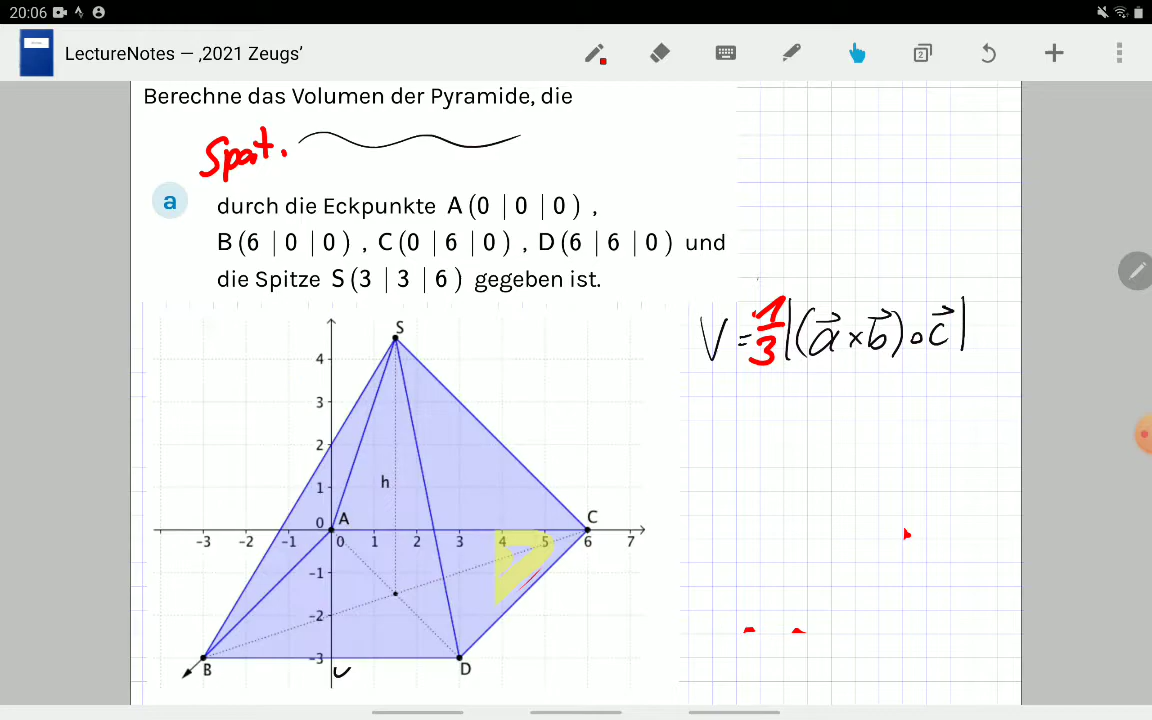 20:06
LectureNotes — ‚2021 Zeugs‘
2
Berechne das Volumen der Pyramide, die
Spat.
a
durch die Eckpunkte A (0 | 0 | 0) ,
B (6 | 0 | 0) , C (0 | 6 | 0) , D (6 | 6 | 0) und
die Spitze S (3 | 3 | 6) gegeben ist.
V = 1/3 |(a⃗ × b⃗) ∘ c⃗|
S
4
3
2
h
1
0 A C
-3 -2 -1 0 1 2 3 4 5 6 7
-1
-2
-3
B D